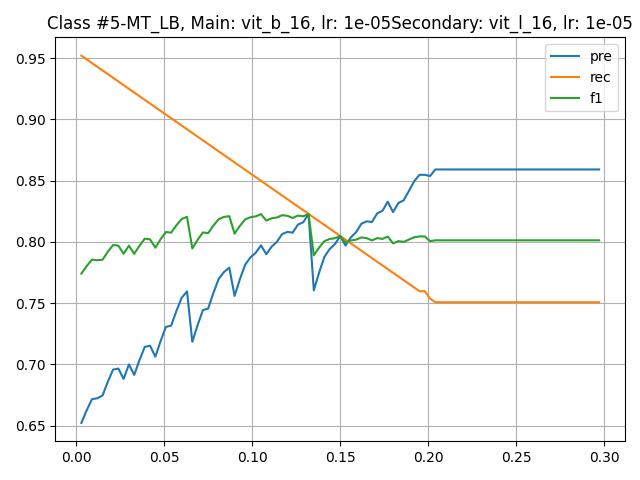 Class #5-MT_LB, Main: vit_b_16, lr: 1e-05Secondary: vit_l_16, lr: 1e-05
pre
rec
f1
0.95
0.90
0.85
0.80
0.75
0.70
0.65
0.00 0.05 0.10 0.15 0.20 0.25 0.30